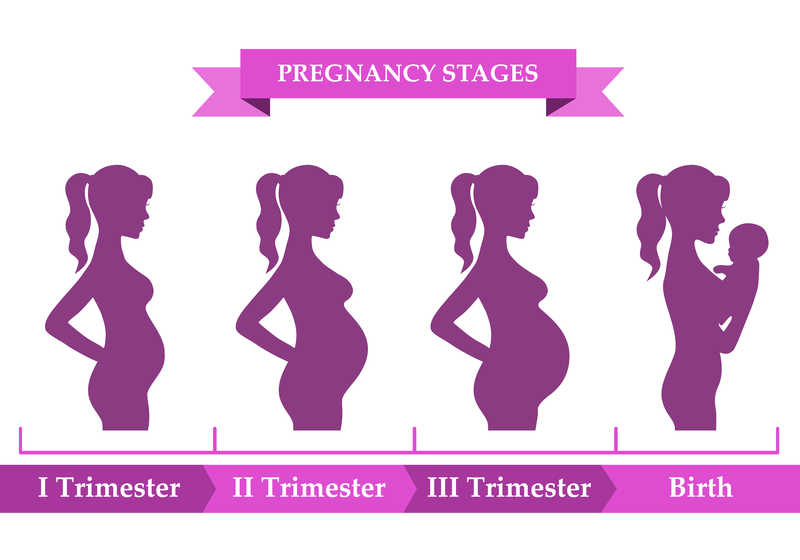 PREGNANCY STAGES
I Trimester
II Trimester
III Trimester
Birth